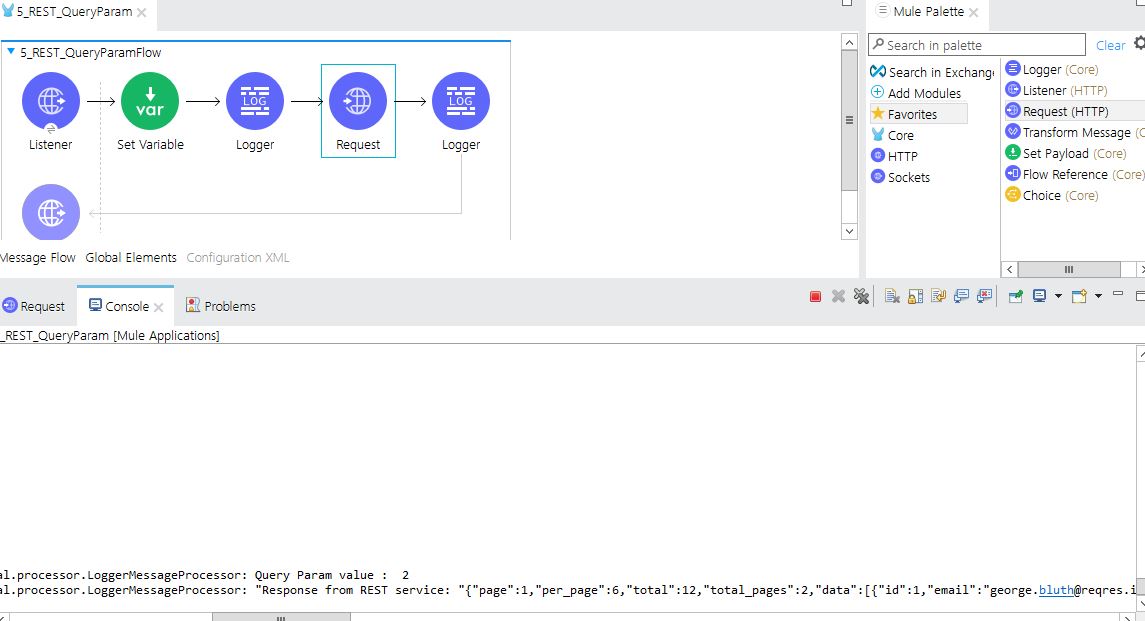 5_REST_QueryParam
Mule Palette
5_REST_QueryParamFlow
Search in palette
Clear
var
LOG
LOG
Listener
Set Variable
Logger
Request
Logger
Search in Exchang
Add Modules
Favorites
Core
HTTP
Sockets
Logger (Core)
Listener (HTTP)
Request (HTTP)
Transform Message (C
Set Payload (Core)
Flow Reference (Core)
Choice (Core)
Message Flow
Global Elements
Configuration XML
Request
Console
Problems
_REST_QueryParam [Mule Applications]
al.processor.LoggerMessageProcessor: Query Param value : 2
al.processor.LoggerMessageProcessor: "Response from REST service: "{"page":1,"per_page":6,"total":12,"total_pages":2,"data":[{"id":1,"email":"george.bluth@reqres.i